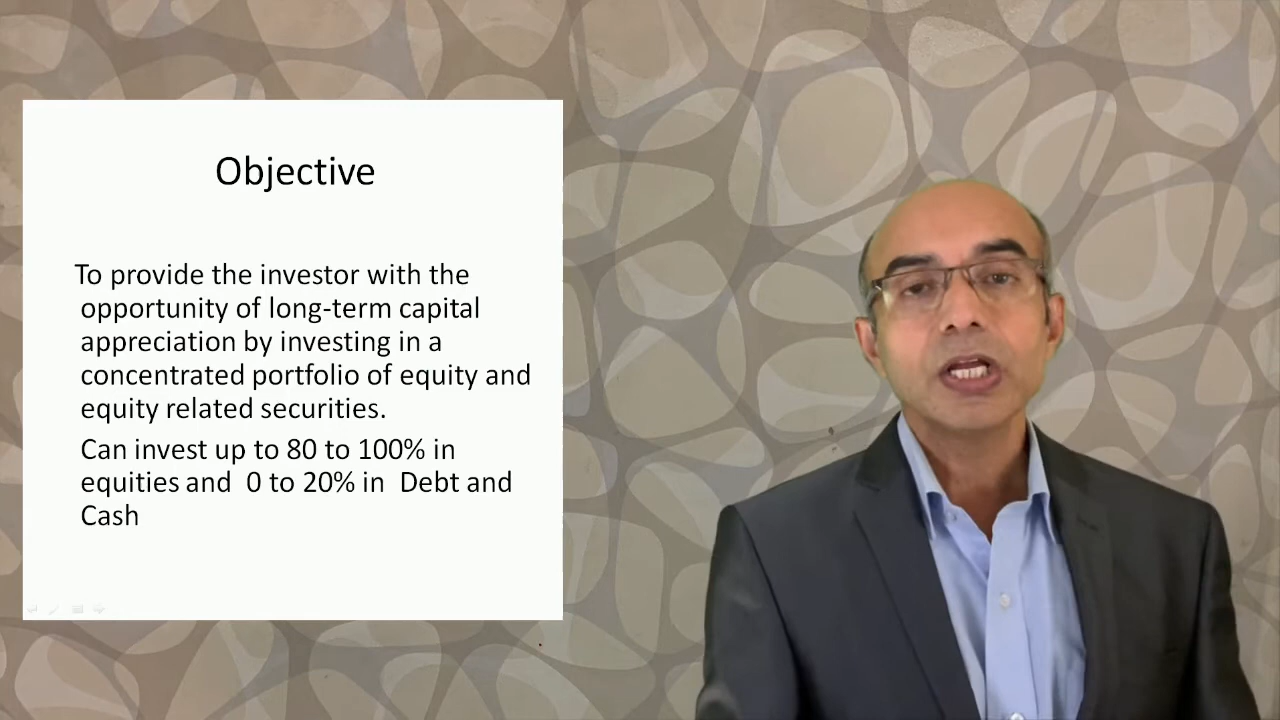 Objective
To provide the investor with the
opportunity of long-term capital
appreciation by investing in a
concentrated portfolio of equity and
equity related securities.
Can invest up to 80 to 100% in
equities and 0 to 20% in Debt and
Cash